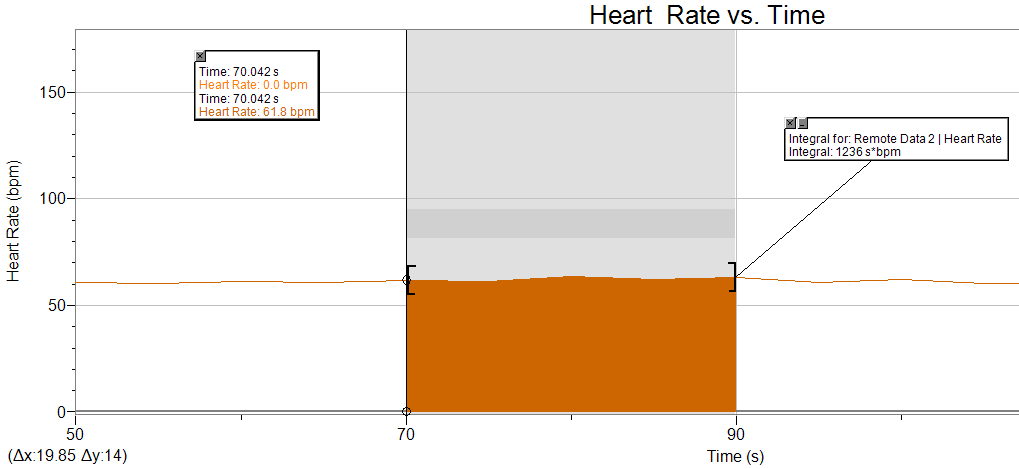 Heart Rate vs. Time
Time: 70.042 s
Heart Rate: 0.0 bpm
Time: 70.042 s
Heart Rate: 61.8 bpm
Integral for: Remote Data 2 | Heart Rate
Integral: 1236 s*bpm
Heart Rate (bpm)
150
100
50
0
50
70
90
(Δx:19.85 Δy:14)
Time (s)